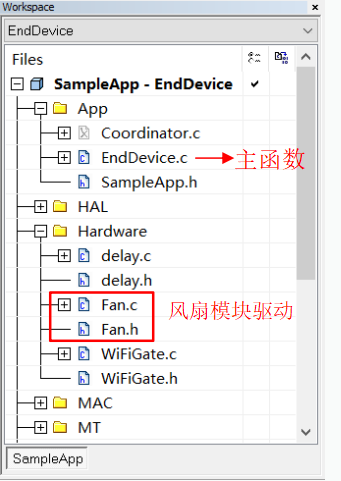 Workspace
EndDevice
Files
SampleApp - EndDevice
App
Coordinator.c
EndDevice.c 主函数
SampleApp.h
HAL
Hardware
delay.c
delay.h
Fan.c
风扇模块驱动
Fan.h
WiFiGate.c
WiFiGate.h
MAC
MT
SampleApp